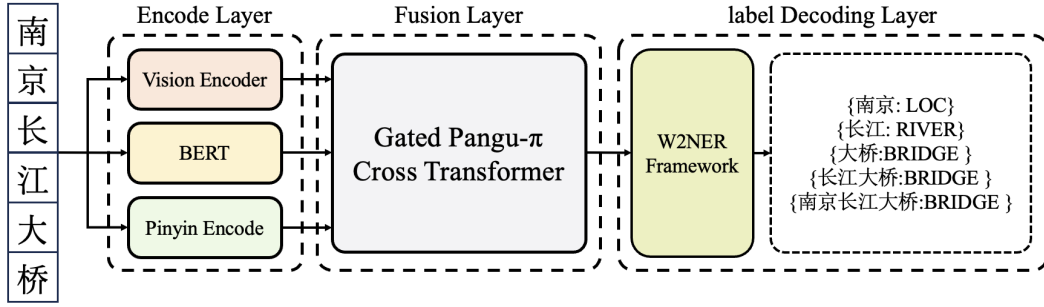 南
京
长
江
大
桥
Encode Layer
Vision Encoder
BERT
Pinyin Encode
Fusion Layer
Gated Pangu-π
Cross Transformer
label Decoding Layer
W2NER
Framework
{南京: LOC}
{长江: RIVER}
{大桥:BRIDGE }
{长江大桥:BRIDGE }
{南京长江大桥:BRIDGE }